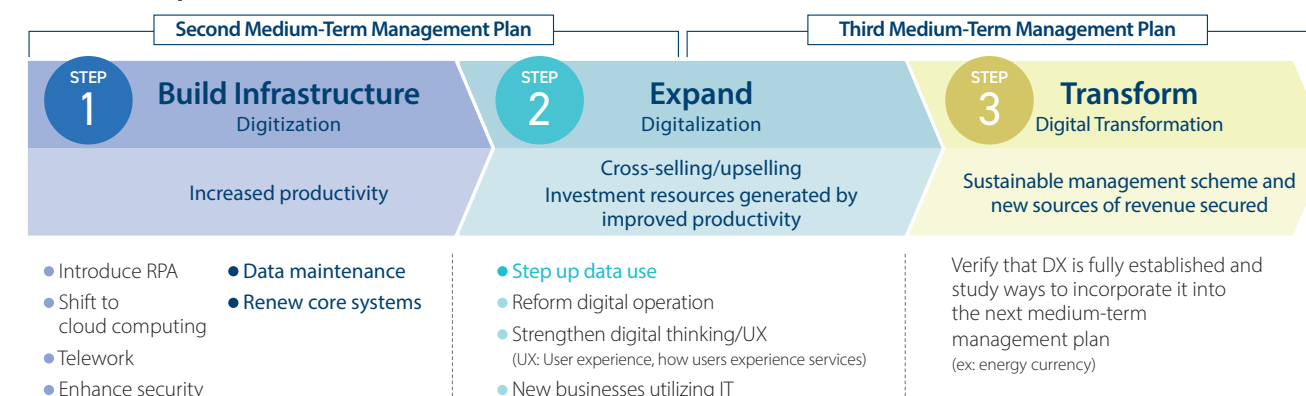 Second Medium-Term Management Plan
Third Medium-Term Management Plan
STEP
1
Build Infrastructure
Digitization
Increased productivity
STEP
2
Expand
Digitalization
Cross-selling/upselling
Investment resources generated by
improved productivity
STEP
3
Transform
Digital Transformation
Sustainable management scheme and
new sources of revenue secured
● Introduce RPA
● Shift to
cloud computing
● Telework
● Enhance security
● Data maintenance
● Renew core systems
● Step up data use
● Reform digital operation
● Strengthen digital thinking/UX
(UX: User experience, how users experience services)
● New businesses utilizing IT
Verify that DX is fully established and
study ways to incorporate it into
the next medium-term
management plan
(ex: energy currency)